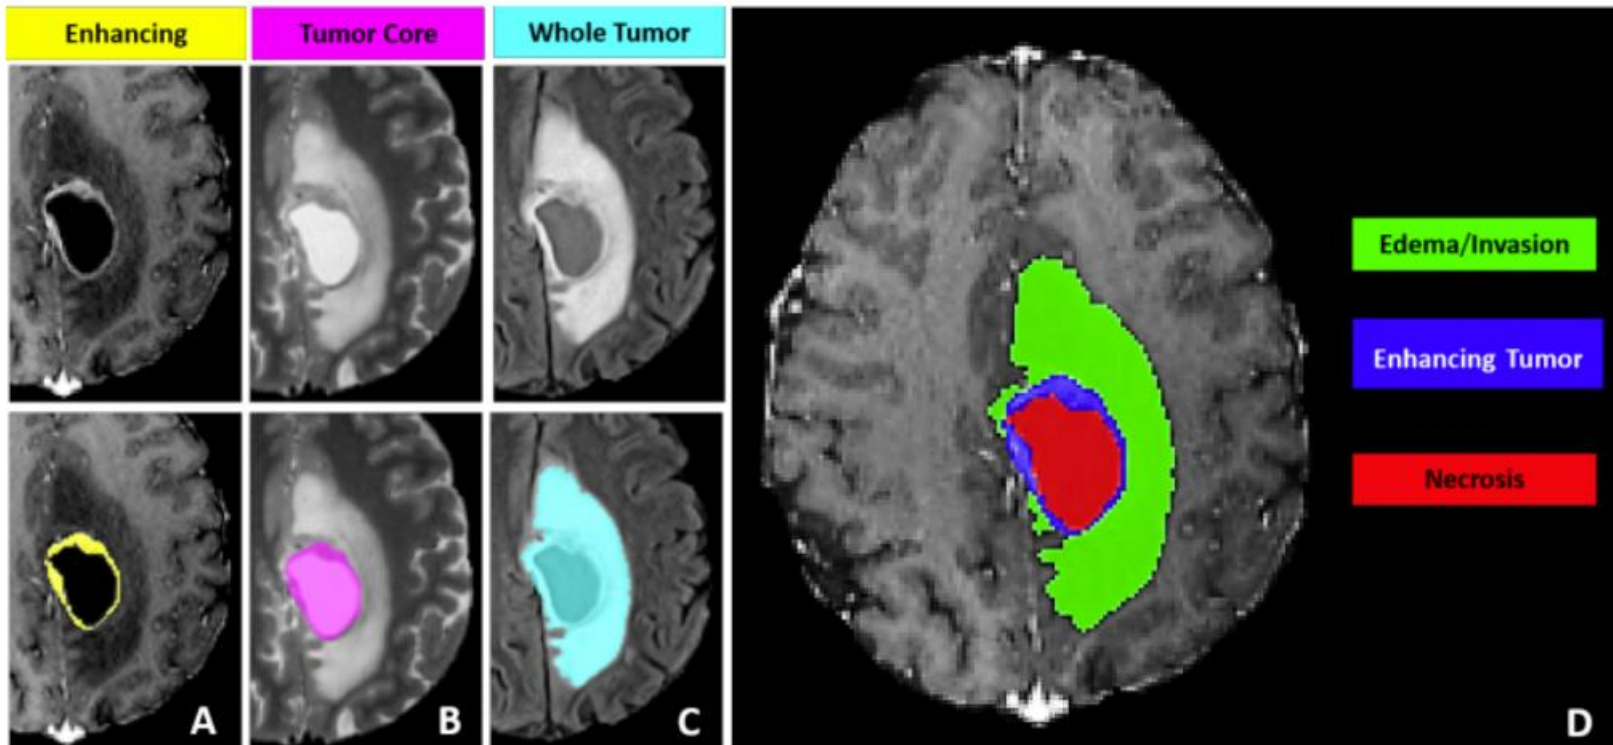 Enhancing
Tumor Core
Whole Tumor
Edema/Invasion
Enhancing Tumor
Necrosis
A
B
C
D